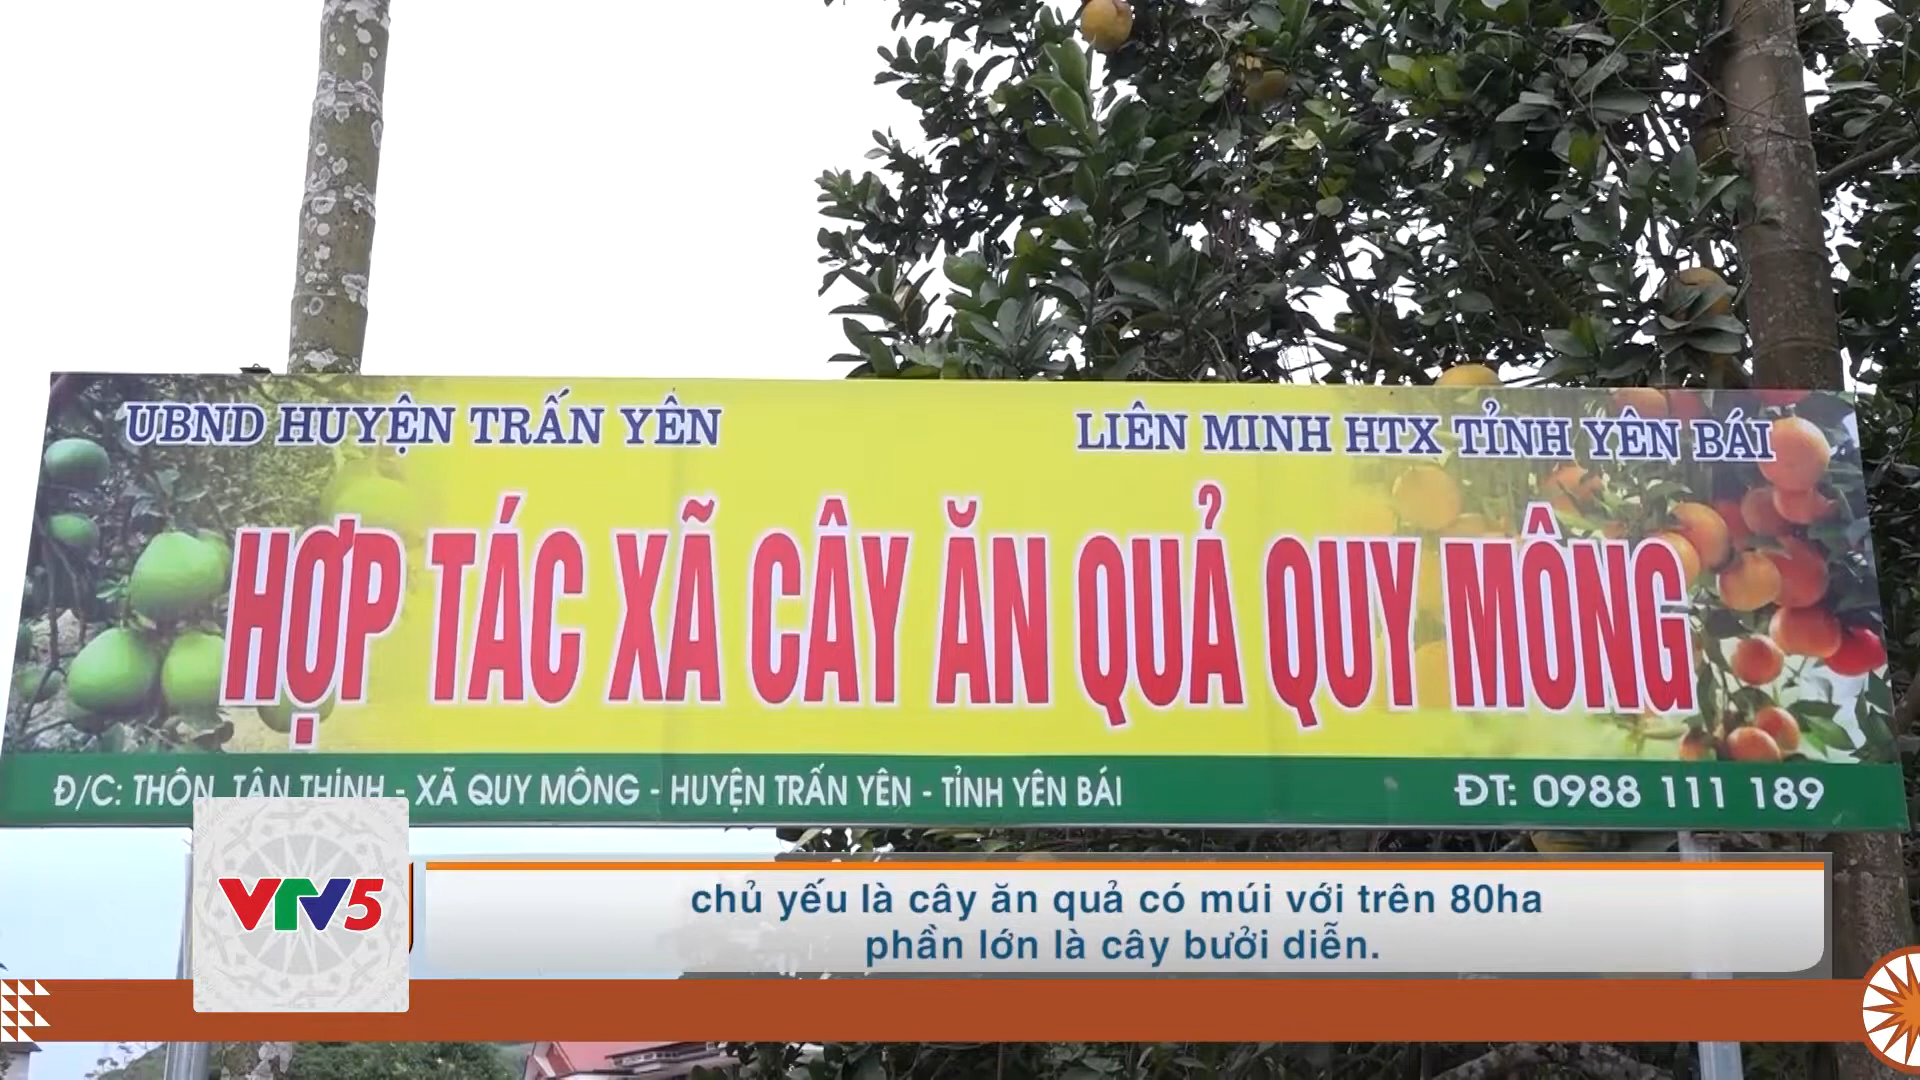 UBND HUYỆN TRẤN YÊN
LIÊN MINH HTX TỈNH YÊN BÁI
HỢP TÁC XÃ CÂY ĂN QUẢ QUY MÔNG
Đ/C: THÔN TÂN THỊNH - XÃ QUY MÔNG - HUYỆN TRẤN YÊN - TỈNH YÊN BÁI
ĐT: 0988 111 189
VTV5
chủ yếu là cây ăn quả có múi với trên 80ha
phần lớn là cây bưởi diễn.